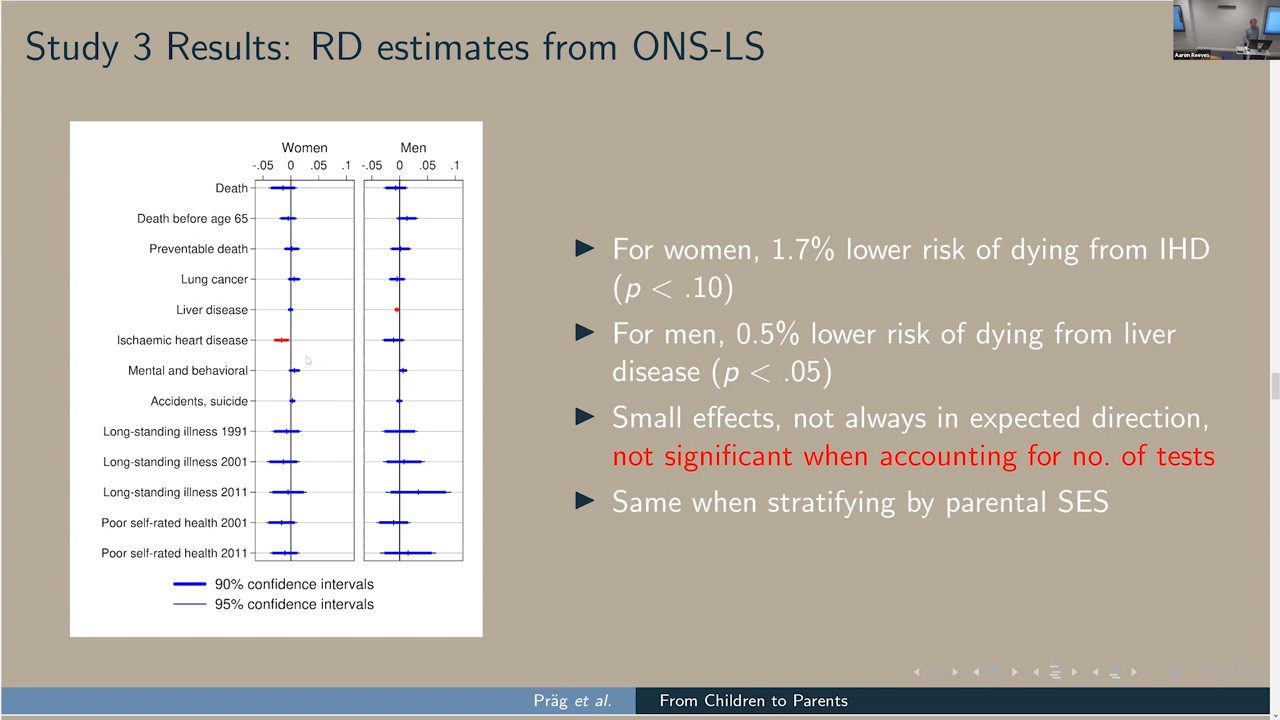 Study 3 Results: RD estimates from ONS-LS
Aaron Reeves
Women Men
-.05 0 .05 .1 -.05 0 .05 .1
Death
Death before age 65
Preventable death
Lung cancer
Liver disease
Ischaemic heart disease
Mental and behavioral
Accidents, suicide
Long-standing illness 1991
Long-standing illness 2001
Long-standing illness 2011
Poor self-rated health 2001
Poor self-rated health 2011
90% confidence intervals
95% confidence intervals
For women, 1.7% lower risk of dying from IHD
(p < .10)
For men, 0.5% lower risk of dying from liver
disease (p < .05)
Small effects, not always in expected direction,
not significant when accounting for no. of tests
Same when stratifying by parental SES
Präg et al. From Children to Parents